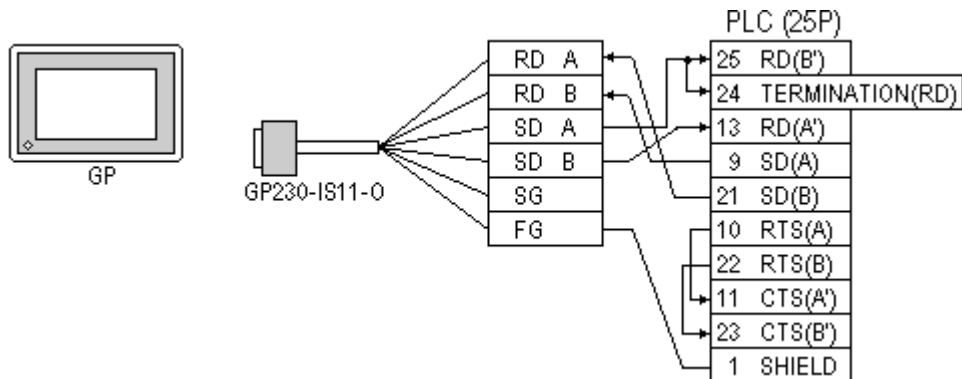 PLC (25P)
GP
GP230-IS11-O
RD A
RD B
SD A
SD B
SG
FG
25 RD(B')
24 TERMINATION(RD)
13 RD(A')
9 SD(A)
21 SD(B)
10 RTS(A)
22 RTS(B)
11 CTS(A')
23 CTS(B')
1 SHIELD